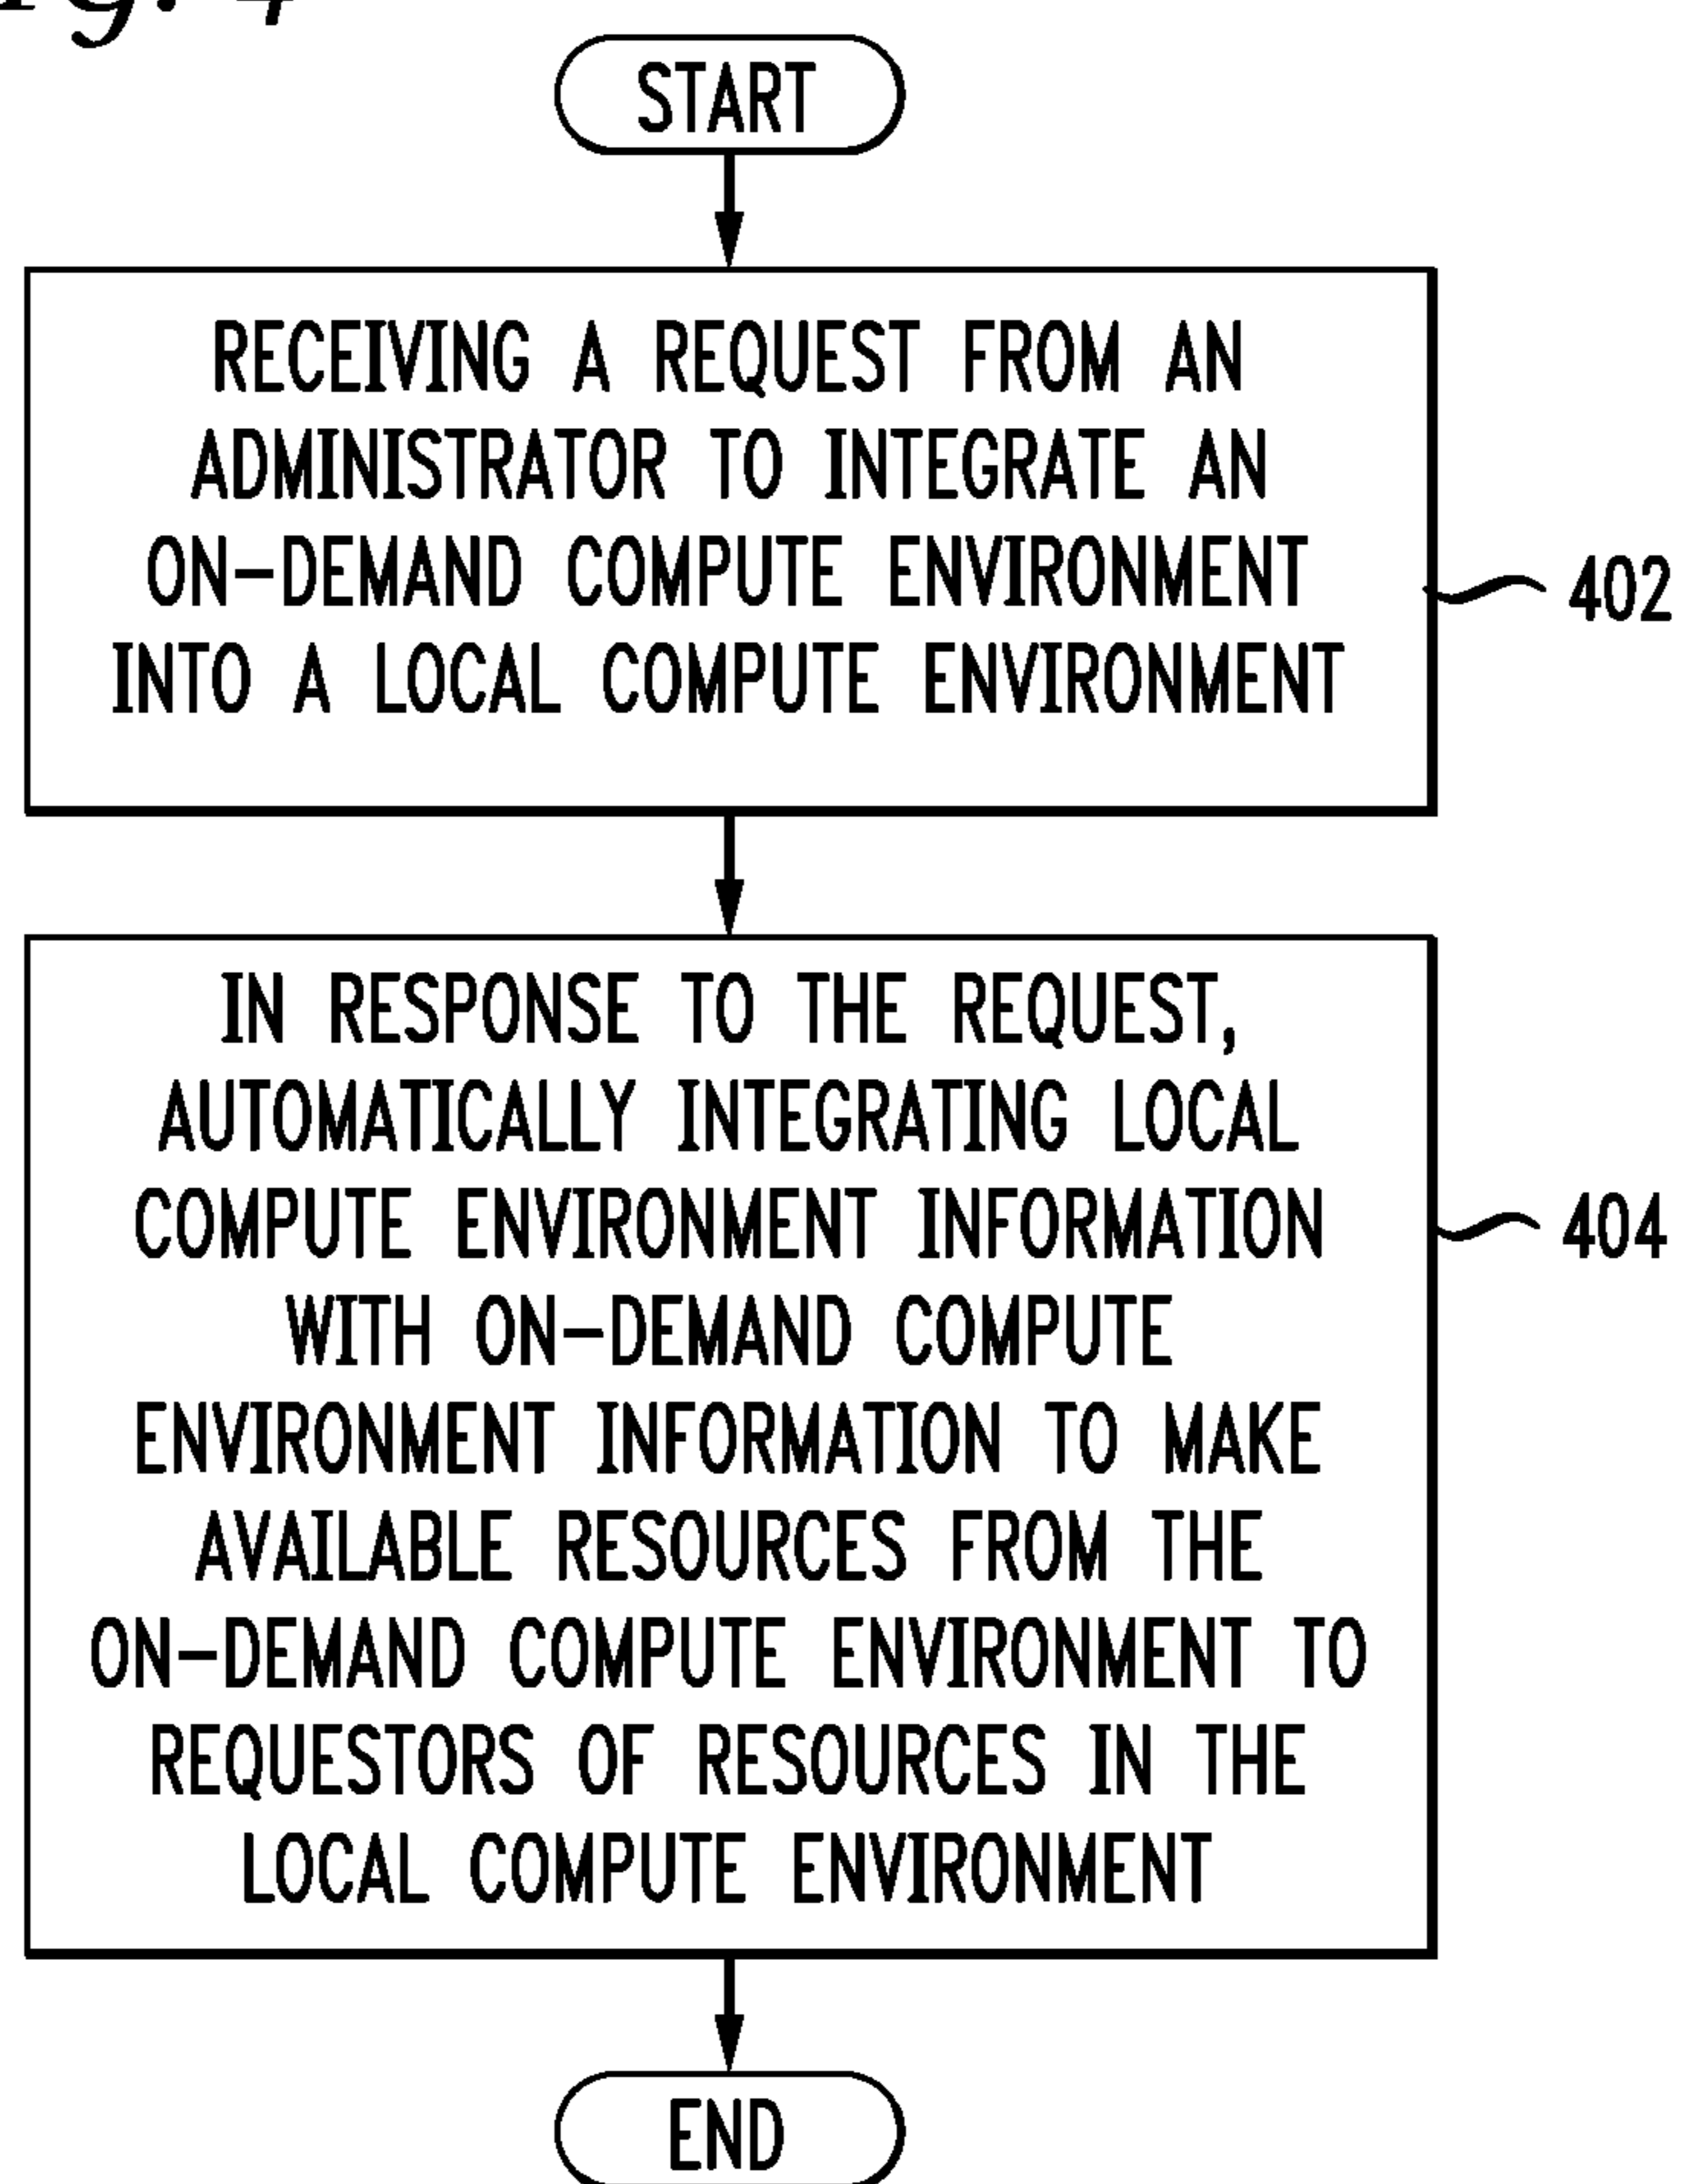 START
RECEIVING A REQUEST FROM AN
ADMINISTRATOR TO INTEGRATE AN
ON-DEMAND COMPUTE ENVIRONMENT
INTO A LOCAL COMPUTE ENVIRONMENT
402
IN RESPONSE TO THE REQUEST,
AUTOMATICALLY INTEGRATING LOCAL
COMPUTE ENVIRONMENT INFORMATION
WITH ON-DEMAND COMPUTE
ENVIRONMENT INFORMATION TO MAKE
AVAILABLE RESOURCES FROM THE
ON-DEMAND COMPUTE ENVIRONMENT TO
REQUESTORS OF RESOURCES IN THE
LOCAL COMPUTE ENVIRONMENT
404
END